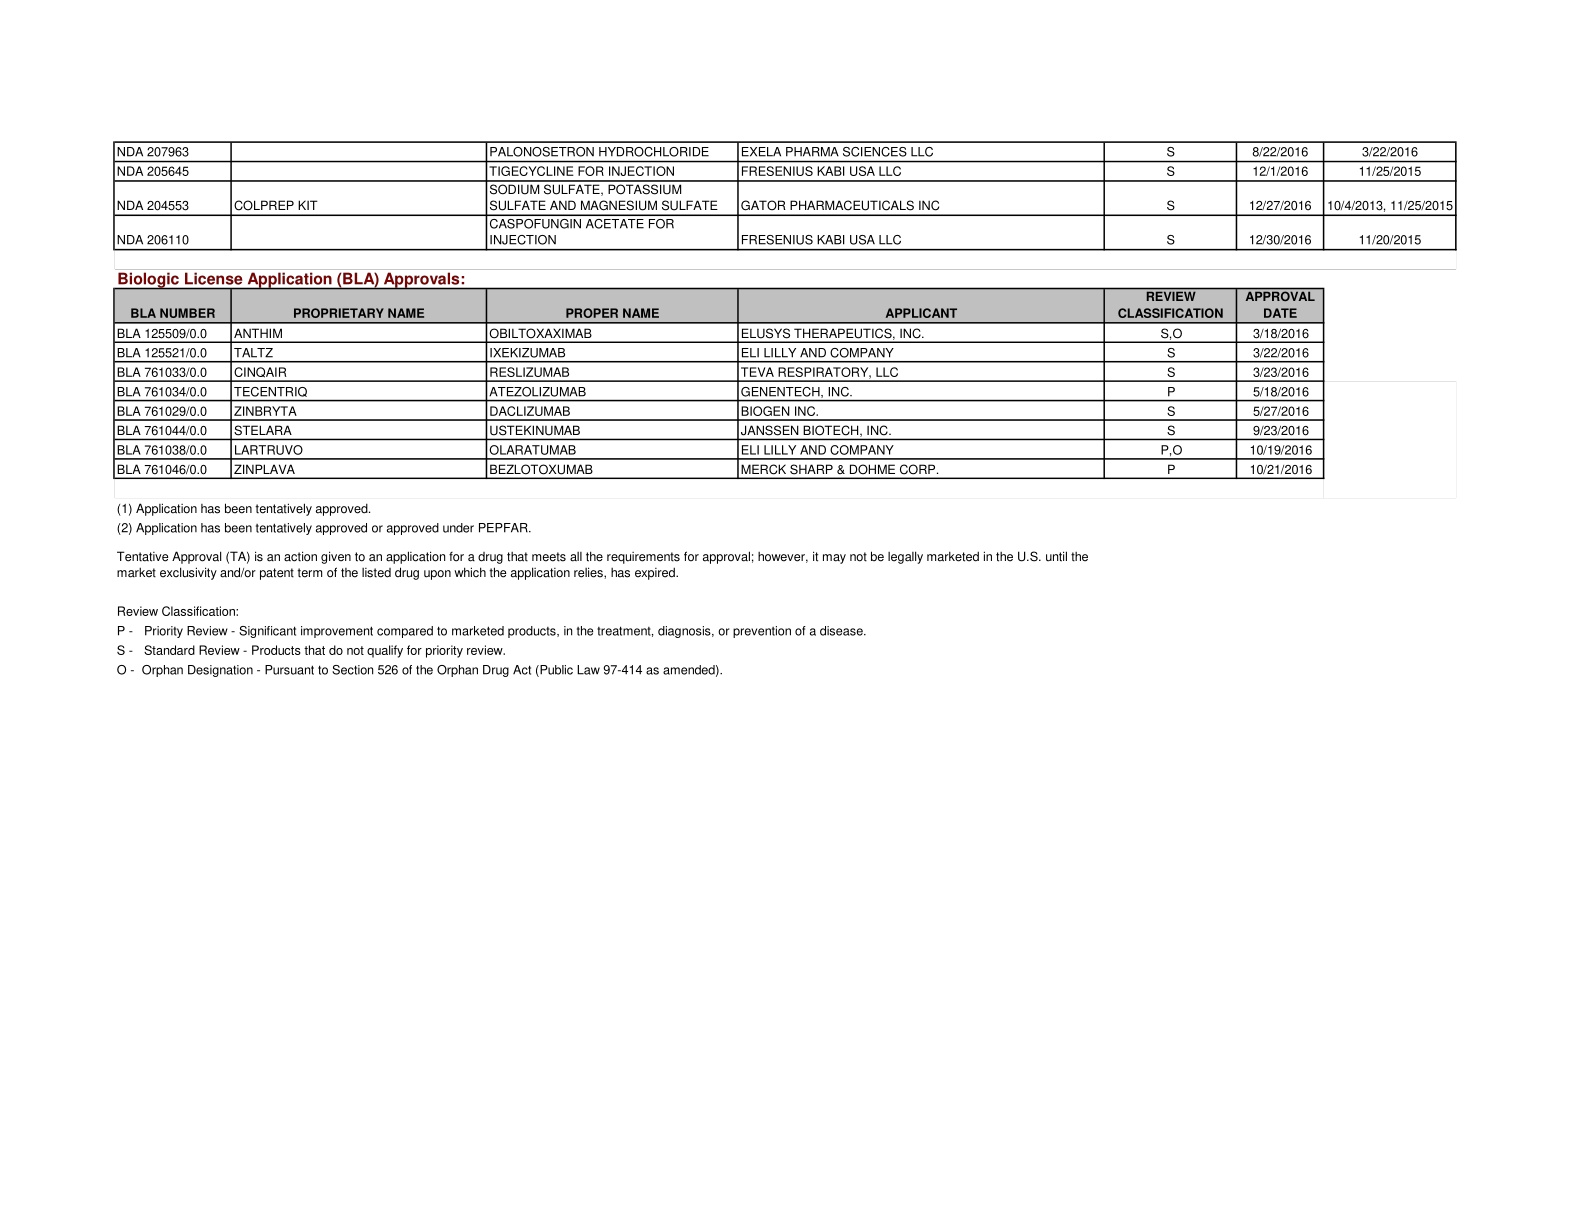 NDA 207963 PALONOSETRON HYDROCHLORIDE EXELA PHARMA SCIENCES LLC S 8/22/2016 3/22/2016
NDA 205645 TIGECYCLINE FOR INJECTION FRESENIUS KABI USA LLC S 12/1/2016 11/25/2015
SODIUM SULFATE, POTASSIUM
NDA 204553 COLPREP KIT SULFATE AND MAGNESIUM SULFATE GATOR PHARMACEUTICALS INC S 12/27/2016 10/4/2013, 11/25/2015
CASPOFUNGIN ACETATE FOR
NDA 206110 INJECTION FRESENIUS KABI USA LLC S 12/30/2016 11/20/2015
Biologic License Application (BLA) Approvals:
REVIEW APPROVAL
BLA NUMBER PROPRIETARY NAME PROPER NAME APPLICANT CLASSIFICATION DATE
BLA 125509/0.0 ANTHIM OBILTOXAXIMAB ELUSYS THERAPEUTICS, INC. S,O 3/18/2016
BLA 125521/0.0 TALTZ IXEKIZUMAB ELI LILLY AND COMPANY S 3/22/2016
BLA 761033/0.0 CINQAIR RESLIZUMAB TEVA RESPIRATORY, LLC S 3/23/2016
BLA 761034/0.0 TECENTRIQ ATEZOLIZUMAB GENENTECH, INC. P 5/18/2016
BLA 761029/0.0 ZINBRYTA DACLIZUMAB BIOGEN INC. S 5/27/2016
BLA 761044/0.0 STELARA USTEKINUMAB JANSSEN BIOTECH, INC. S 9/23/2016
BLA 761038/0.0 LARTRUVO OLARATUMAB ELI LILLY AND COMPANY P,O 10/19/2016
BLA 761046/0.0 ZINPLAVA BEZLOTOXUMAB MERCK SHARP & DOHME CORP. P 10/21/2016
(1) Application has been tentatively approved.
(2) Application has been tentatively approved or approved under PEPFAR.
Tentative Approval (TA) is an action given to an application for a drug that meets all the requirements for approval; however, it may not be legally marketed in the U.S. until the
market exclusivity and/or patent term of the listed drug upon which the application relies, has expired.
Review Classification:
P - Priority Review - Significant improvement compared to marketed products, in the treatment, diagnosis, or prevention of a disease.
S - Standard Review - Products that do not qualify for priority review.
O - Orphan Designation - Pursuant to Section 526 of the Orphan Drug Act (Public Law 97-414 as amended).